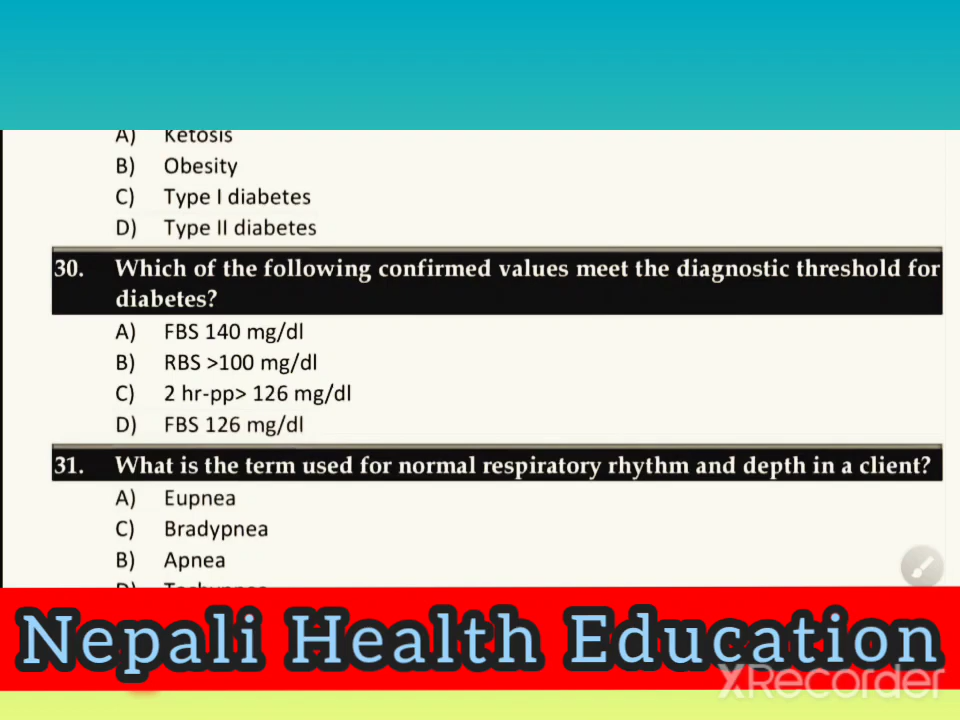 A) Ketosis
B) Obesity
C) Type I diabetes
D) Type II diabetes
30. Which of the following confirmed values meet the diagnostic threshold for
diabetes?
A) FBS 140 mg/dl
B) RBS >100 mg/dl
C) 2 hr-pp> 126 mg/dl
D) FBS 126 mg/dl
31. What is the term used for normal respiratory rhythm and depth in a client?
A) Eupnea
C) Bradypnea
B) Apnea
Nepali Health Education
XRecorder